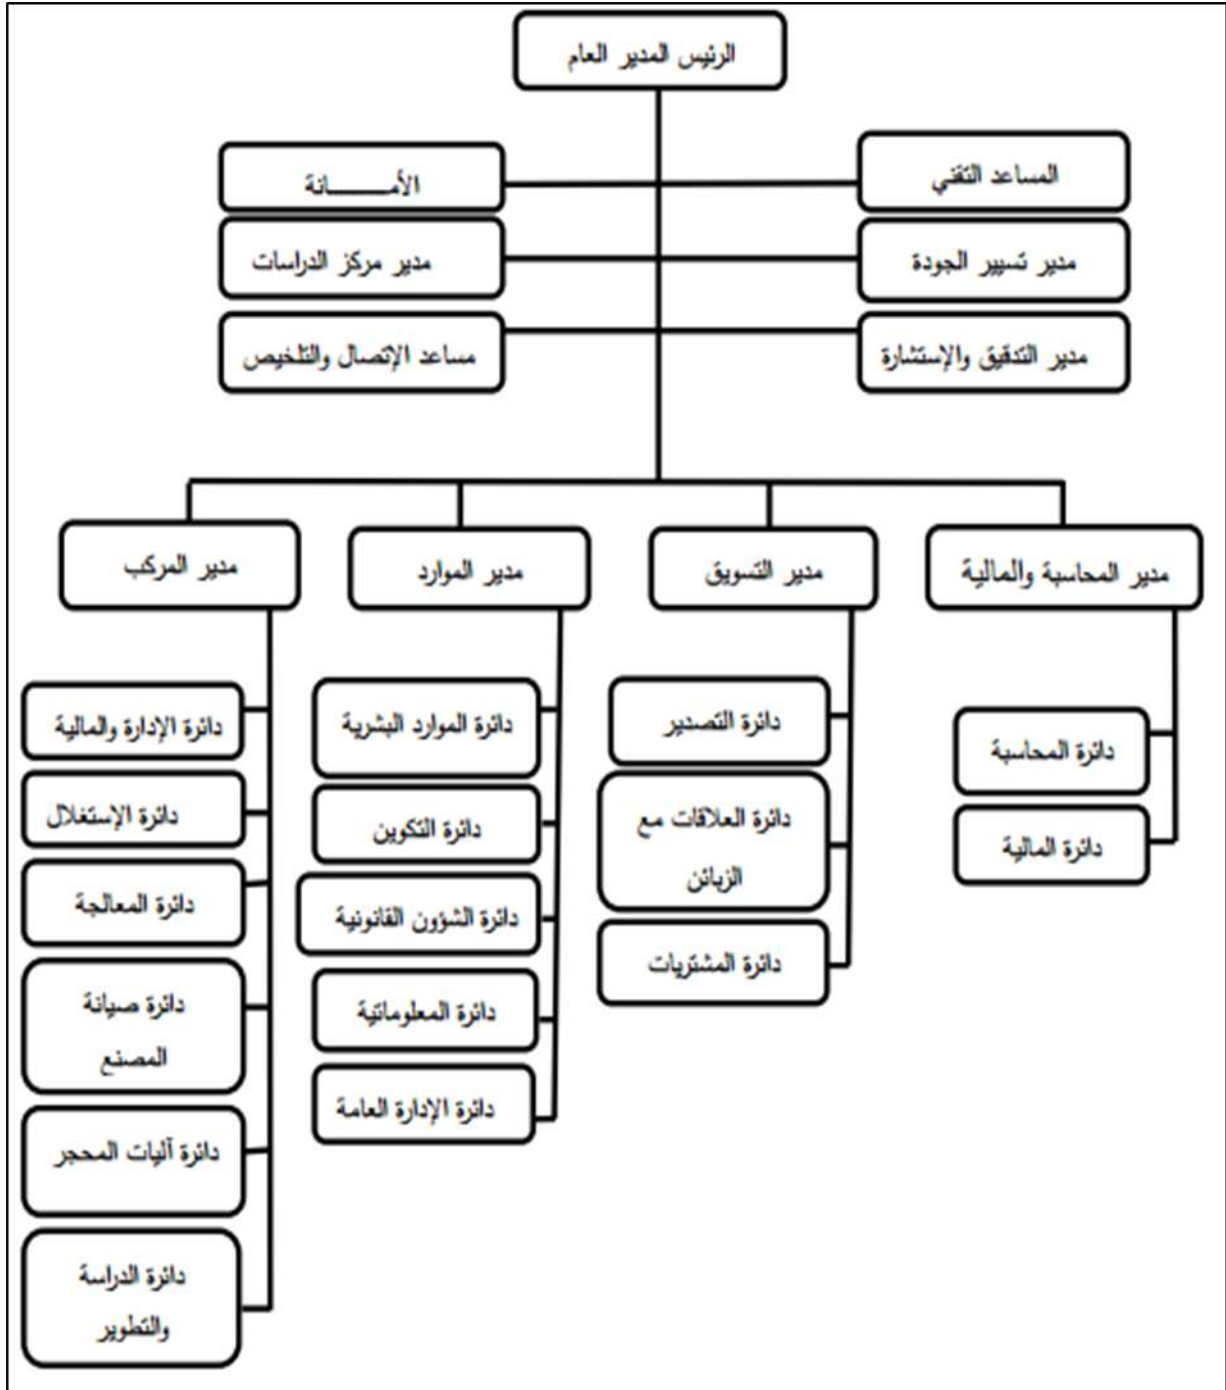 الرئيس المدير العام
المساعد التقني
الأمـــــــانة
مدير تسيير الجودة
مدير مركز الدراسات
مدير التدقيق والإستشارة
مساعد الإتصال والتلخيص
مدير المحاسبة والمالية
دائرة المحاسبة
دائرة المالية
مدير التسويق
دائرة التصدير
دائرة العلاقات مع
الزبائن
دائرة المشتريات
مدير الموارد
دائرة الموارد البشرية
دائرة التكوين
دائرة الشؤون القانونية
دائرة المعلوماتية
دائرة الإدارة العامة
مدير المركب
دائرة الإدارة والمالية
دائرة الإستغلال
دائرة المعالجة
دائرة صيانة
المصنع
دائرة آليات المحجر
دائرة الدراسة
والتطوير